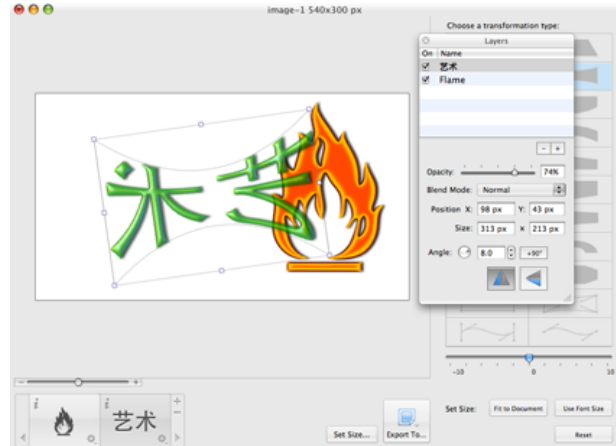 image-1 540x300 px
Choose a transformation type:
Layers
On Name
艺术
Flame
- +
Opacity: 74%
Blend Mode: Normal
Position X: 98 px Y: 43 px
Size: 313 px × 213 px
Angle: 8.0 +90°
艺术
-10 0 10
- +
艺术
Set Size...
Export To...
Set Size: Fit to Document Use Font Size
Reset